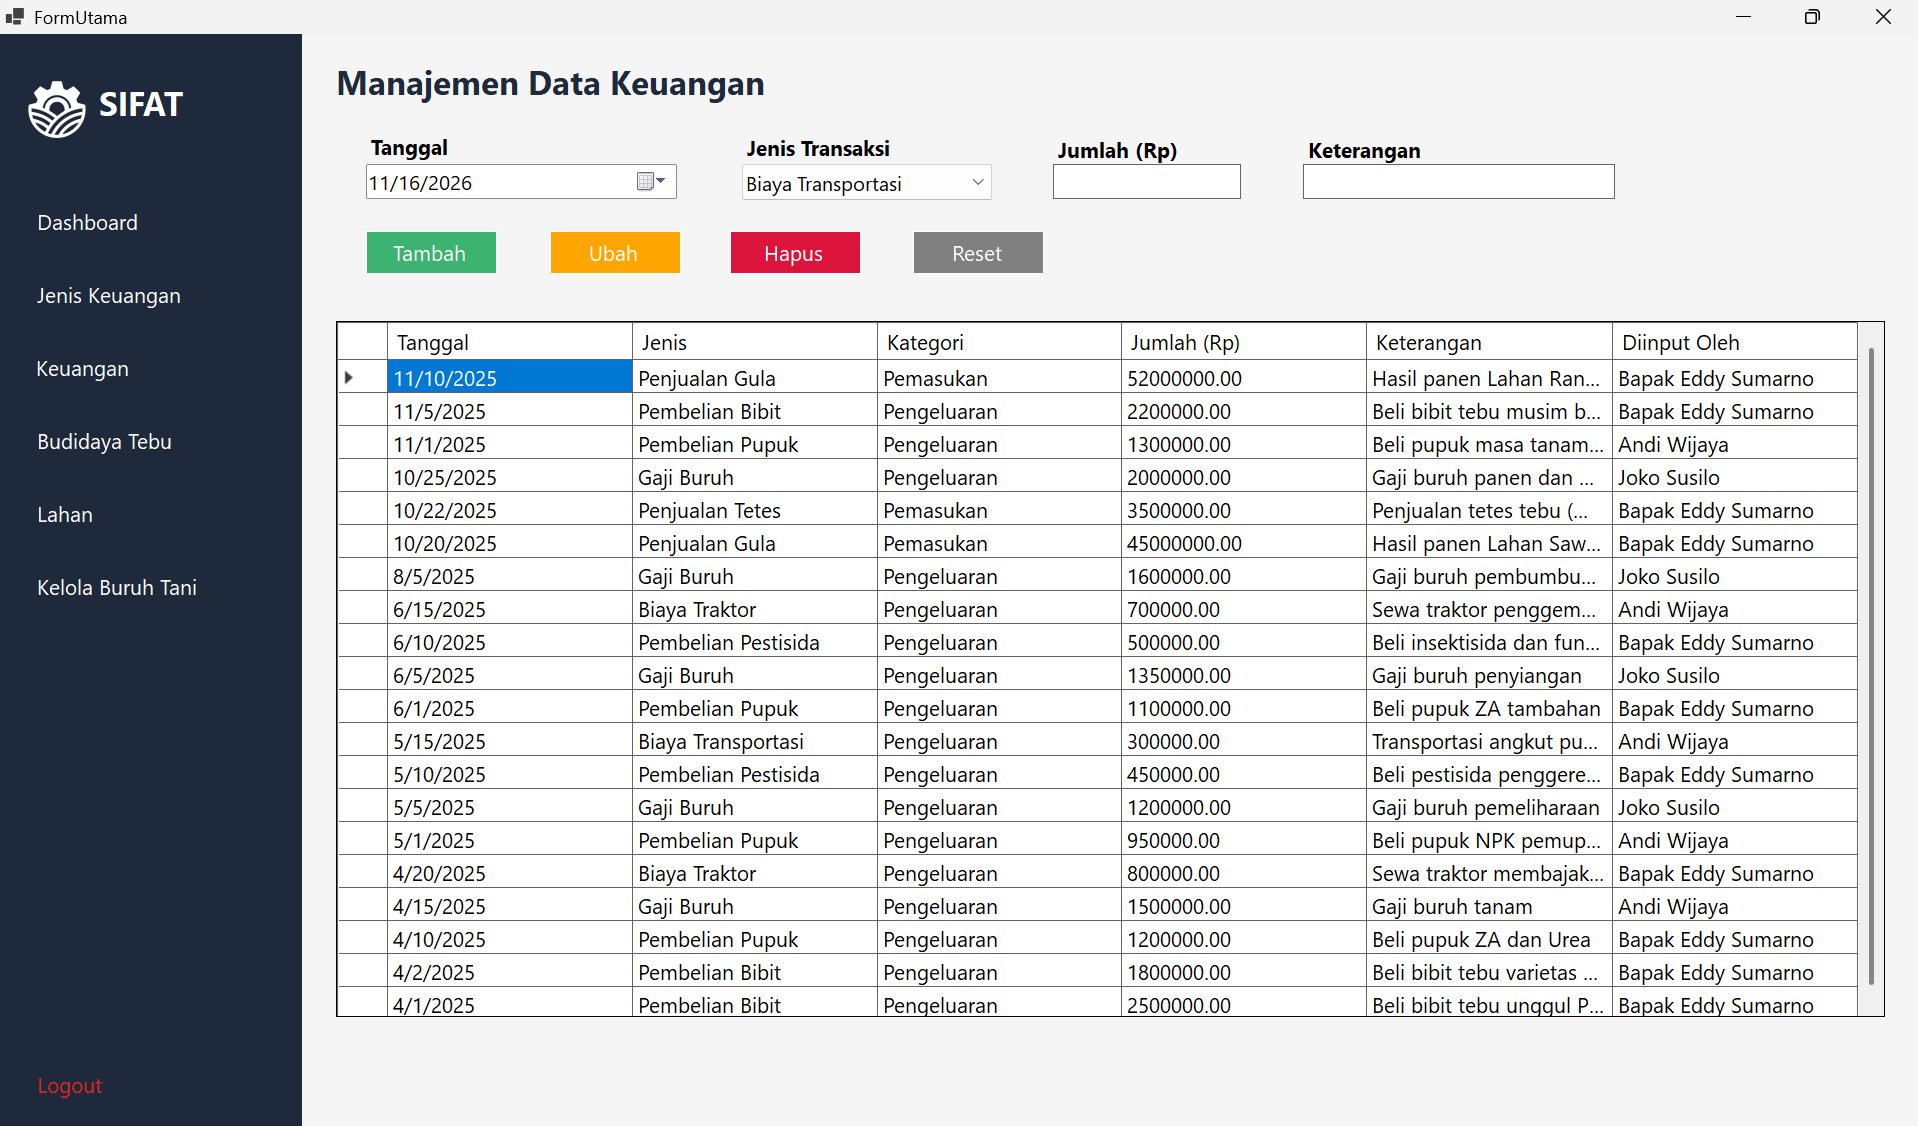 FormUtama
SIFAT
Dashboard
Jenis Keuangan
Keuangan
Budidaya Tebu
Lahan
Kelola Buruh Tani
Logout
Manajemen Data Keuangan
Tanggal Jenis Transaksi Jumlah (Rp) Keterangan
11/16/2026 Biaya Transportasi
Tambah Ubah Hapus Reset
Tanggal Jenis Kategori Jumlah (Rp) Keterangan Diinput Oleh
11/10/2025 Penjualan Gula Pemasukan 52000000.00 Hasil panen Lahan Ran... Bapak Eddy Sumarno
11/5/2025 Pembelian Bibit Pengeluaran 2200000.00 Beli bibit tebu musim b... Bapak Eddy Sumarno
11/1/2025 Pembelian Pupuk Pengeluaran 1300000.00 Beli pupuk masa tanam... Andi Wijaya
10/25/2025 Gaji Buruh Pengeluaran 2000000.00 Gaji buruh panen dan ... Joko Susilo
10/22/2025 Penjualan Tetes Pemasukan 3500000.00 Penjualan tetes tebu (... Bapak Eddy Sumarno
10/20/2025 Penjualan Gula Pemasukan 45000000.00 Hasil panen Lahan Saw... Bapak Eddy Sumarno
8/5/2025 Gaji Buruh Pengeluaran 1600000.00 Gaji buruh pembumbu... Joko Susilo
6/15/2025 Biaya Traktor Pengeluaran 700000.00 Sewa traktor penggem... Andi Wijaya
6/10/2025 Pembelian Pestisida Pengeluaran 500000.00 Beli insektisida dan fun... Bapak Eddy Sumarno
6/5/2025 Gaji Buruh Pengeluaran 1350000.00 Gaji buruh penyiangan Joko Susilo
6/1/2025 Pembelian Pupuk Pengeluaran 1100000.00 Beli pupuk ZA tambahan Bapak Eddy Sumarno
5/15/2025 Biaya Transportasi Pengeluaran 300000.00 Transportasi angkut pu... Andi Wijaya
5/10/2025 Pembelian Pestisida Pengeluaran 450000.00 Beli pestisida penggere... Bapak Eddy Sumarno
5/5/2025 Gaji Buruh Pengeluaran 1200000.00 Gaji buruh pemeliharaan Joko Susilo
5/1/2025 Pembelian Pupuk Pengeluaran 950000.00 Beli pupuk NPK pemup... Andi Wijaya
4/20/2025 Biaya Traktor Pengeluaran 800000.00 Sewa traktor membajak... Bapak Eddy Sumarno
4/15/2025 Gaji Buruh Pengeluaran 1500000.00 Gaji buruh tanam Andi Wijaya
4/10/2025 Pembelian Pupuk Pengeluaran 1200000.00 Beli pupuk ZA dan Urea Bapak Eddy Sumarno
4/2/2025 Pembelian Bibit Pengeluaran 1800000.00 Beli bibit tebu varietas ... Bapak Eddy Sumarno
4/1/2025 Pembelian Bibit Pengeluaran 2500000.00 Beli bibit tebu unggul P... Bapak Eddy Sumarno